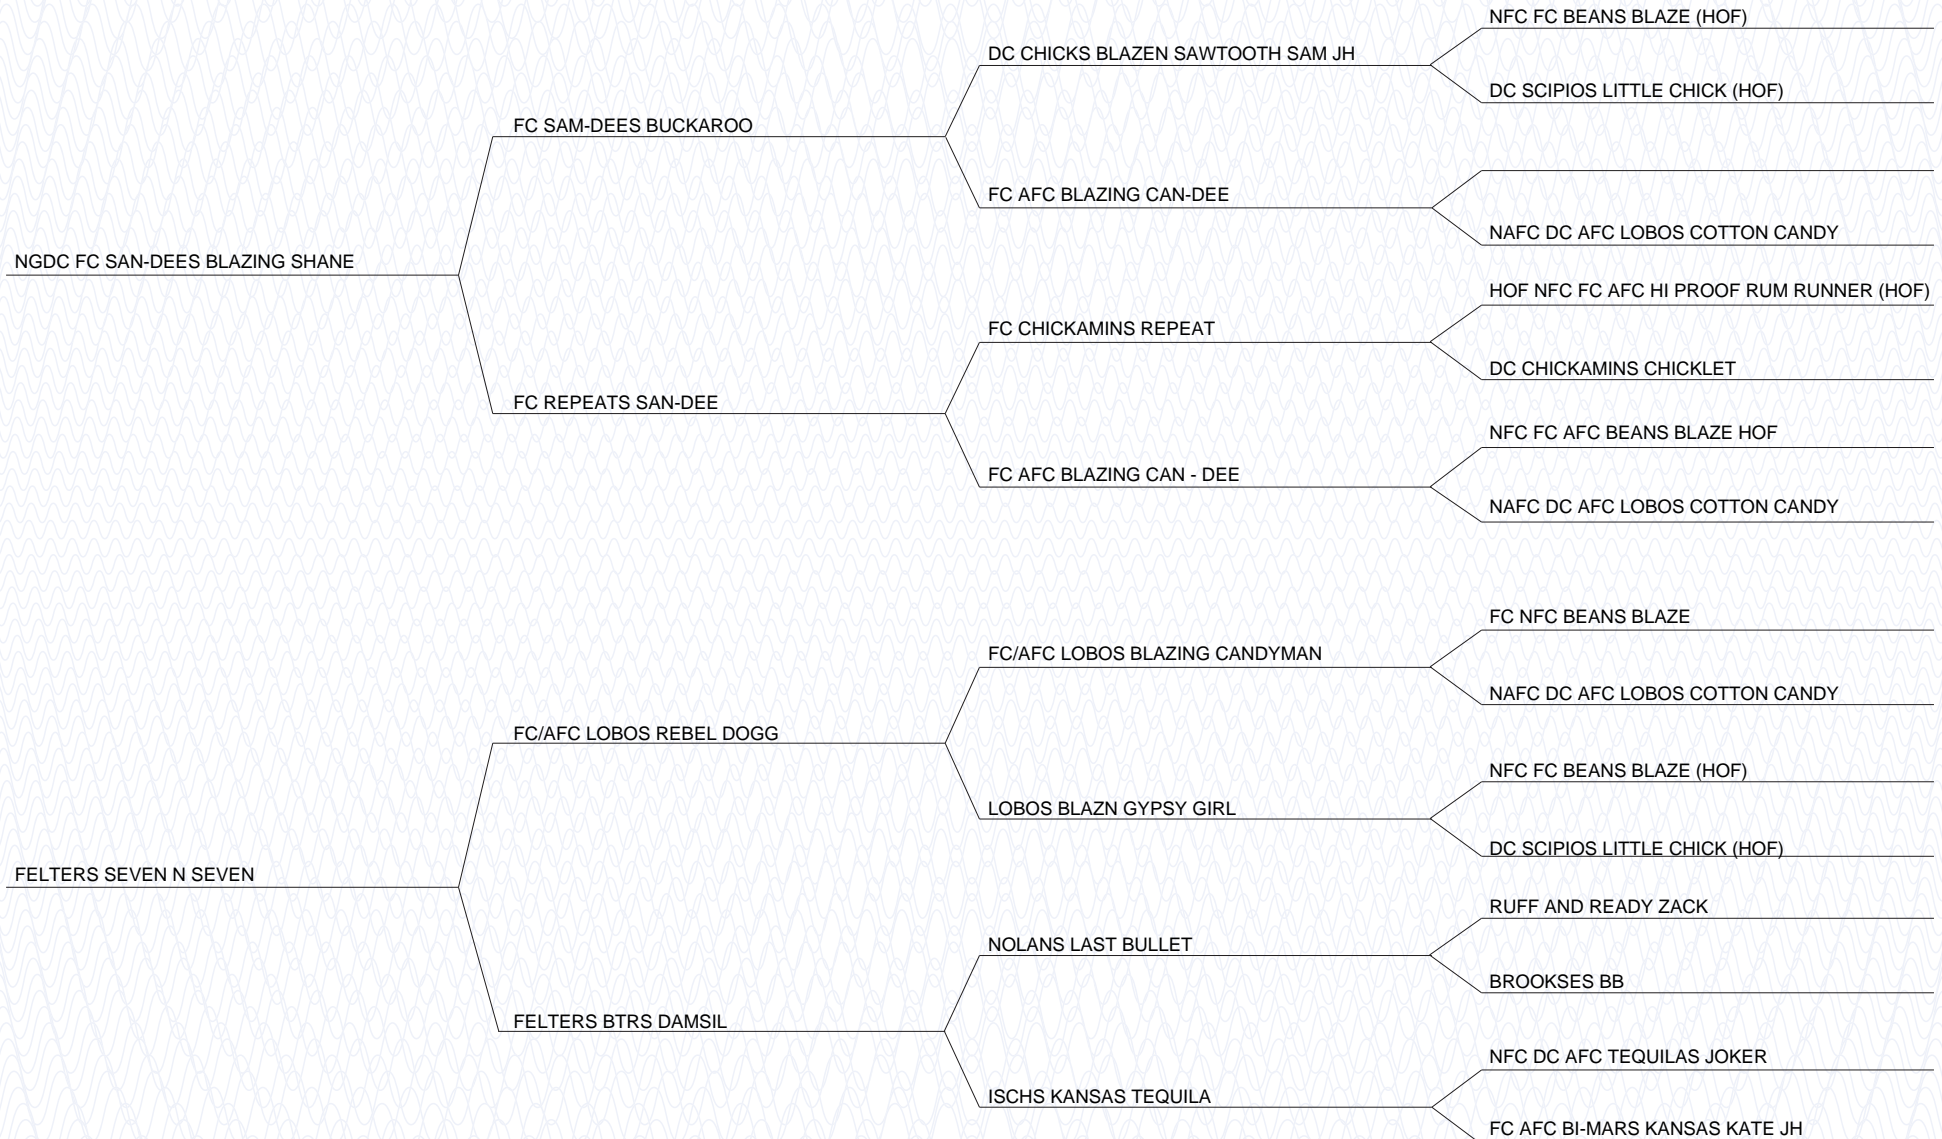 NFC FC BEANS BLAZE (HOF)
DC CHICKS BLAZEN SAWTOOTH SAM JH
DC SCIPIOS LITTLE CHICK (HOF)
FC SAM-DEES BUCKAROO
FC AFC BLAZING CAN-DEE
NAFC DC AFC LOBOS COTTON CANDY
NGDC FC SAN-DEES BLAZING SHANE
HOF NFC FC AFC HI PROOF RUM RUNNER (HOF)
FC CHICKAMINS REPEAT
DC CHICKAMINS CHICKLET
FC REPEATS SAN-DEE
NFC FC AFC BEANS BLAZE HOF
FC AFC BLAZING CAN - DEE
NAFC DC AFC LOBOS COTTON CANDY
FC NFC BEANS BLAZE
FC/AFC LOBOS BLAZING CANDYMAN
NAFC DC AFC LOBOS COTTON CANDY
FC/AFC LOBOS REBEL DOGG
NFC FC BEANS BLAZE (HOF)
LOBOS BLAZN GYPSY GIRL
DC SCIPIOS LITTLE CHICK (HOF)
FELTERS SEVEN N SEVEN
RUFF AND READY ZACK
NOLANS LAST BULLET
BROOKSES BB
FELTERS BTRS DAMSIL
NFC DC AFC TEQUILAS JOKER
ISCHS KANSAS TEQUILA
FC AFC BI-MARS KANSAS KATE JH